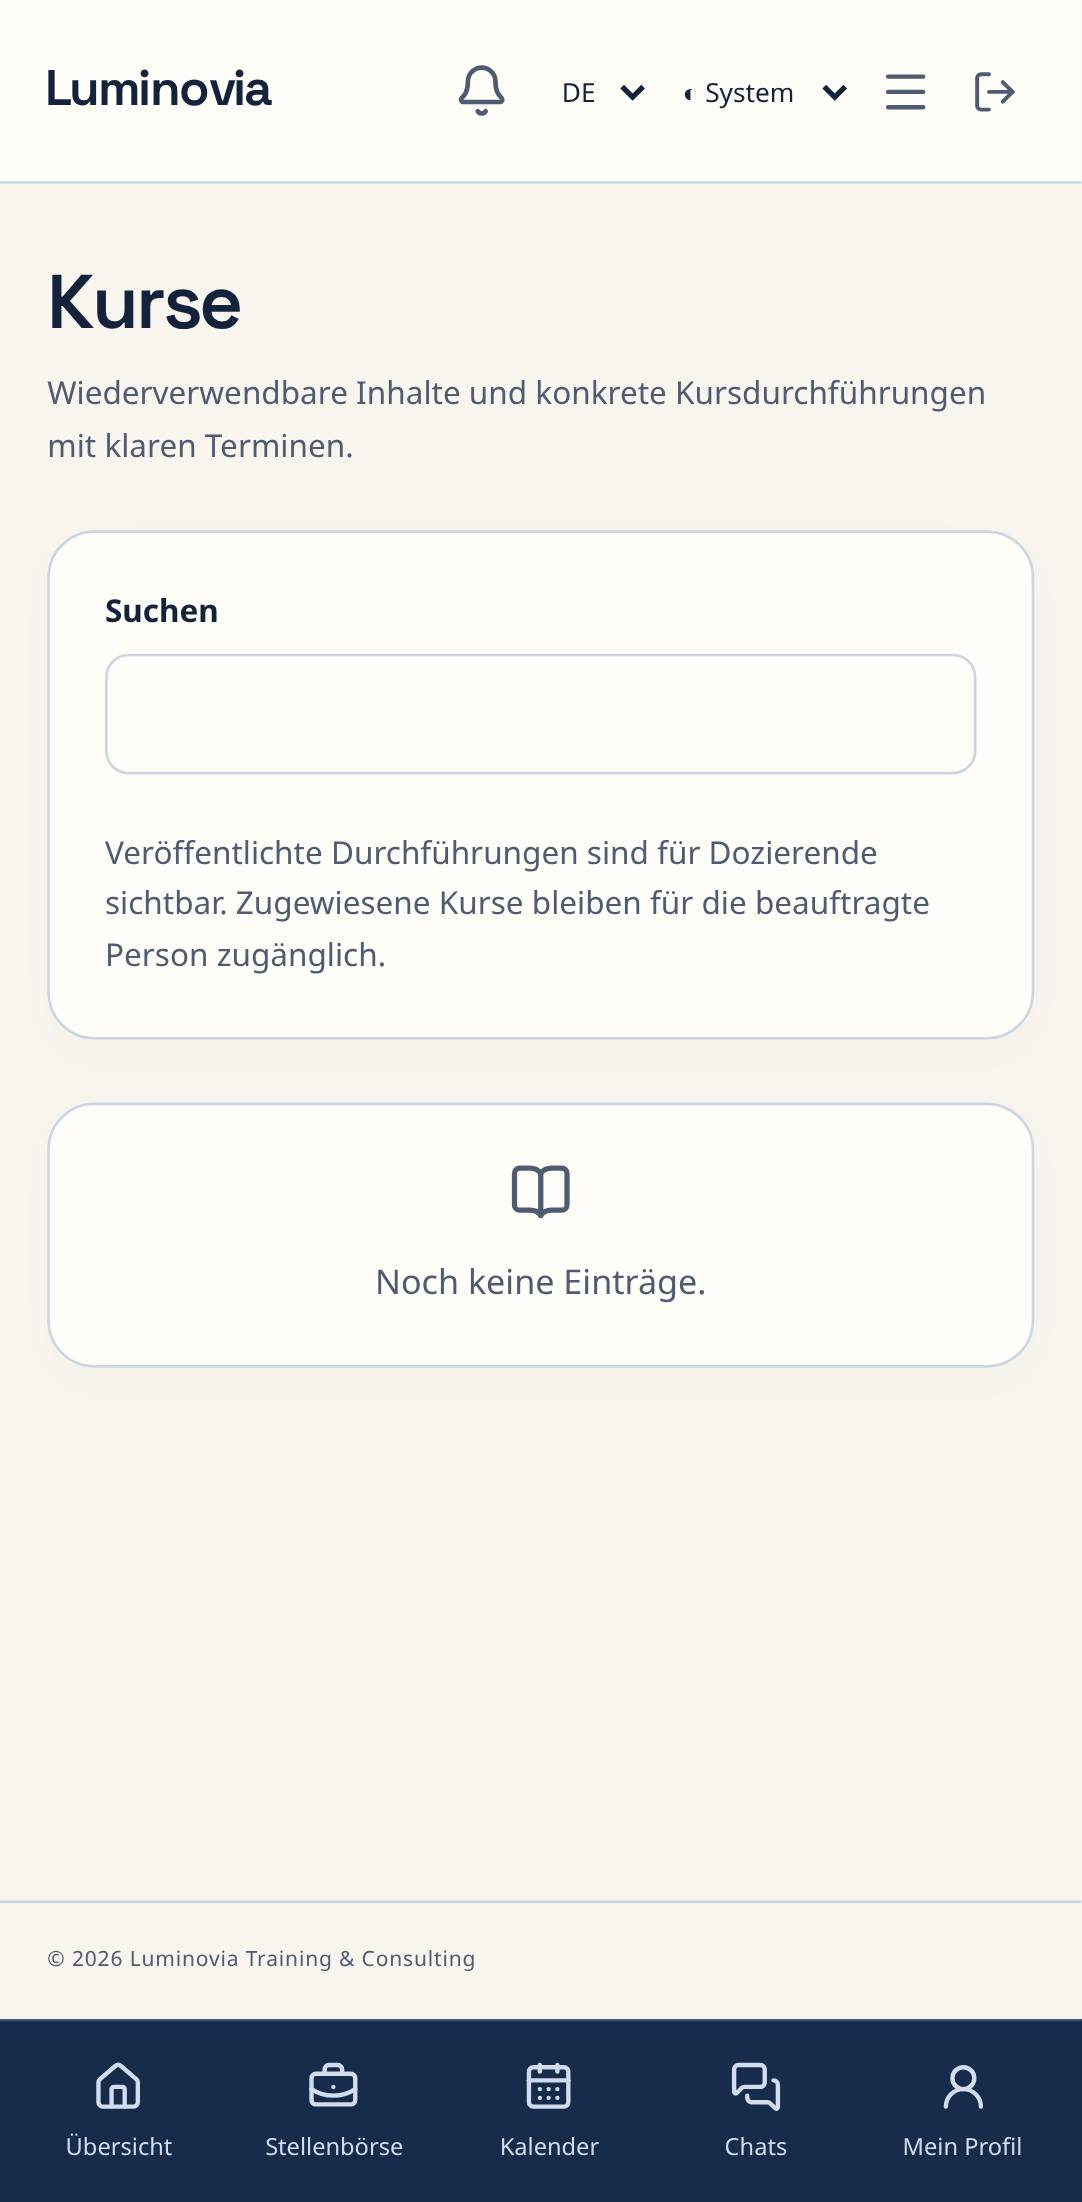 Luminovia
DE
System
Kurse
Wiederverwendbare Inhalte und konkrete Kursdurchführungen
mit klaren Terminen.
Suchen
Veröffentlichte Durchführungen sind für Dozierende
sichtbar. Zugewiesene Kurse bleiben für die beauftragte
Person zugänglich.
Noch keine Einträge.
© 2026 Luminovia Training & Consulting
Übersicht
Stellenbörse
Kalender
Chats
Mein Profil